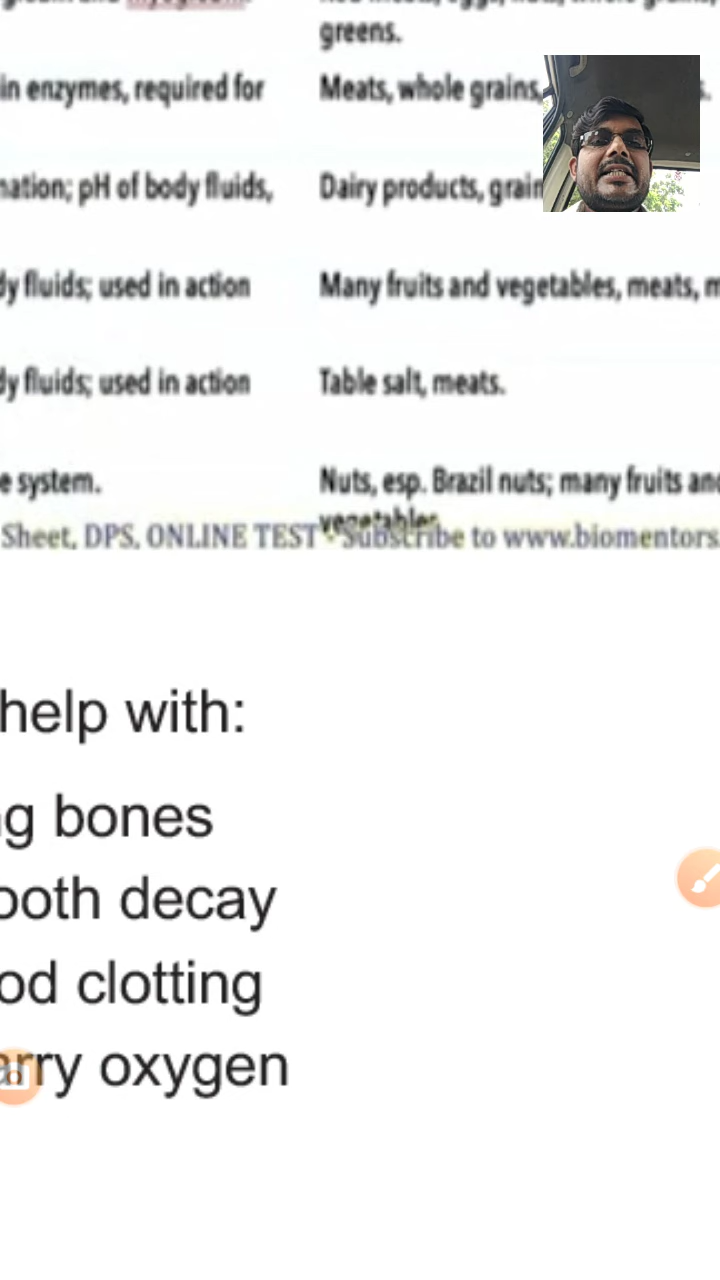 greens.
in enzymes, required for Meats, whole grains, s.
nation; pH of body fluids, Dairy products, grain
dy fluids; used in action Many fruits and vegetables, meats, m
dy fluids; used in action Table salt, meats.
e system. Nuts, esp. Brazil nuts; many fruits and
vegetables
Sheet, DPS, ONLINE TEST - Subscribe to www.biomentors.
help with:
ng bones
ooth decay
od clotting
arry oxygen